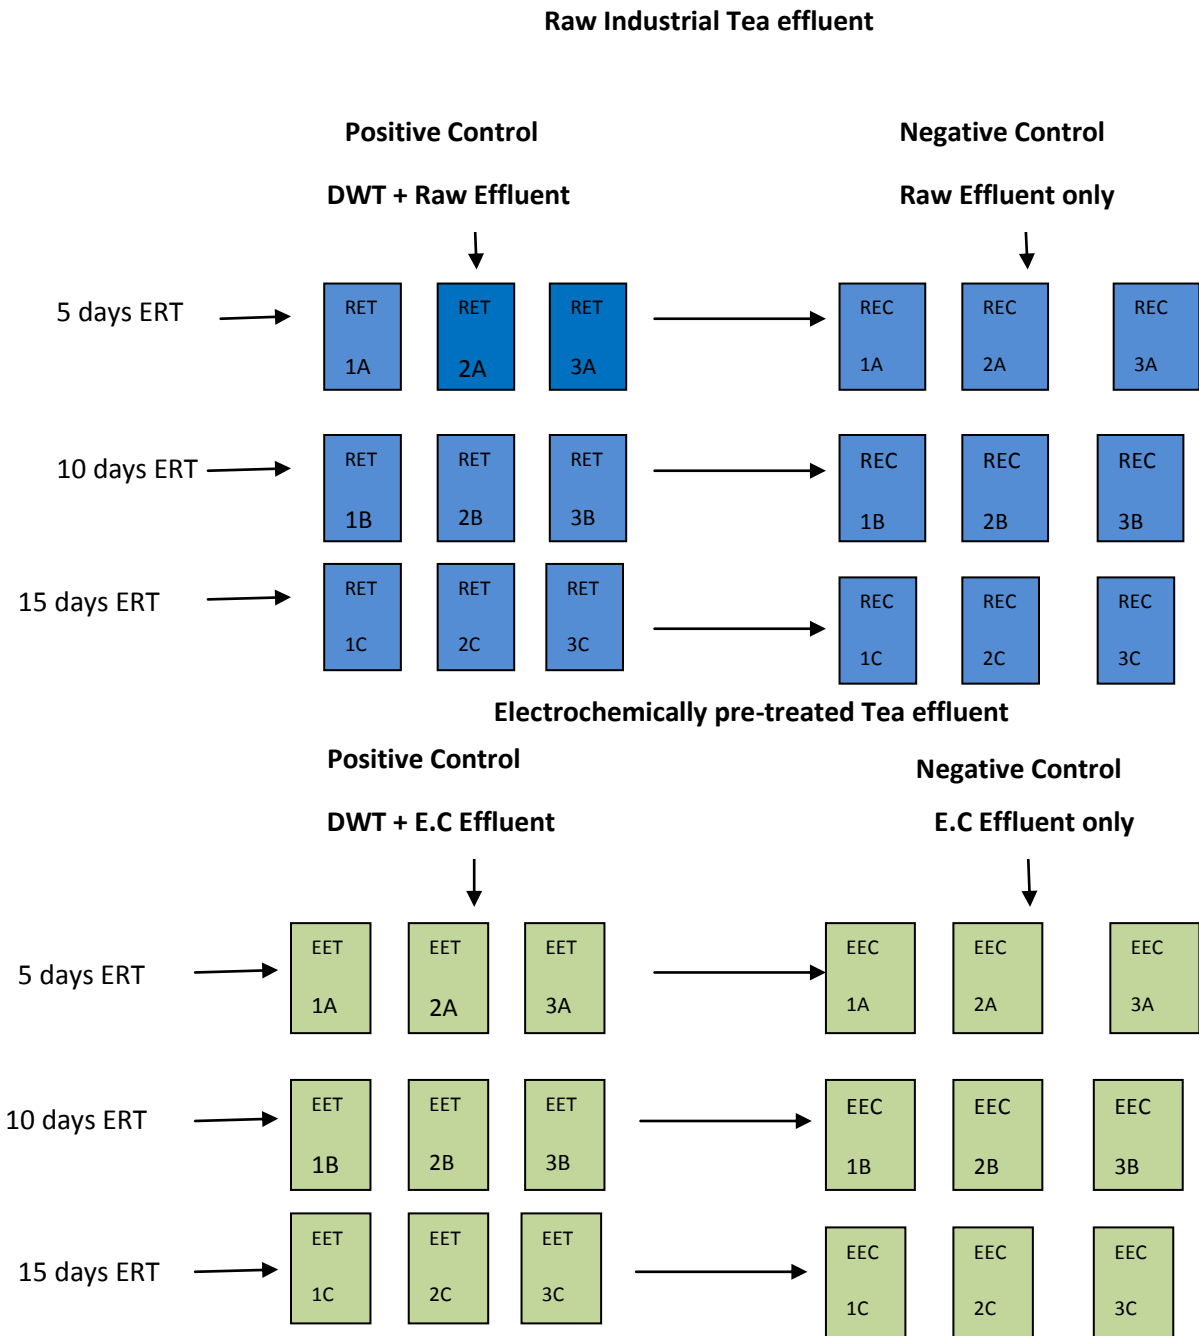 Raw Industrial Tea effluent
Positive Control
Negative Control
DWT + Raw Effluent
Raw Effluent only
5 days ERT
RET RET RET REC REC REC
1A 2A 3A 1A 2A 3A
10 days ERT
RET RET RET REC REC REC
1B 2B 3B 1B 2B 3B
15 days ERT
RET RET RET REC REC REC
1C 2C 3C 1C 2C 3C
Electrochemically pre-treated Tea effluent
Positive Control
Negative Control
DWT + E.C Effluent
E.C Effluent only
5 days ERT
EET EET EET EEC EEC EEC
1A 2A 3A 1A 2A 3A
10 days ERT
EET EET EET EEC EEC EEC
1B 2B 3B 1B 2B 3B
15 days ERT
EET EET EET EEC EEC EEC
1C 2C 3C 1C 2C 3C